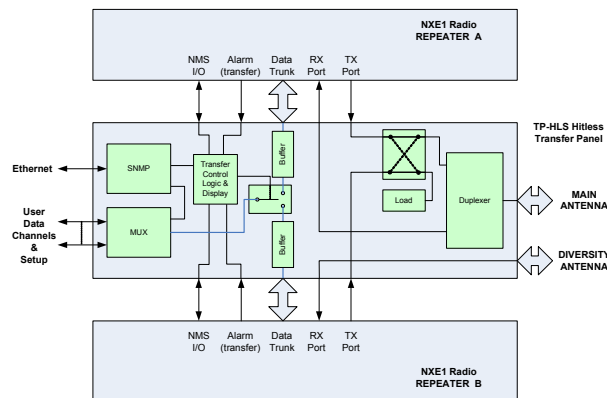 NXE1 Radio
REPEATER A
NMS
I/O
Alarm
(transfer)
Data
Trunk
RX
Port
TX
Port
TP-HLS Hitless
Transfer Panel
Ethernet
SNMP
Transfer
Control
Logic &
Display
Buffer
Load
Duplexer
MAIN
ANTENNA
User
Data
Channels
&
Setup
MUX
Buffer
DIVERSITY
ANTENNA
NMS
I/O
Alarm
(transfer)
Data
Trunk
RX
Port
TX
Port
NXE1 Radio
REPEATER B